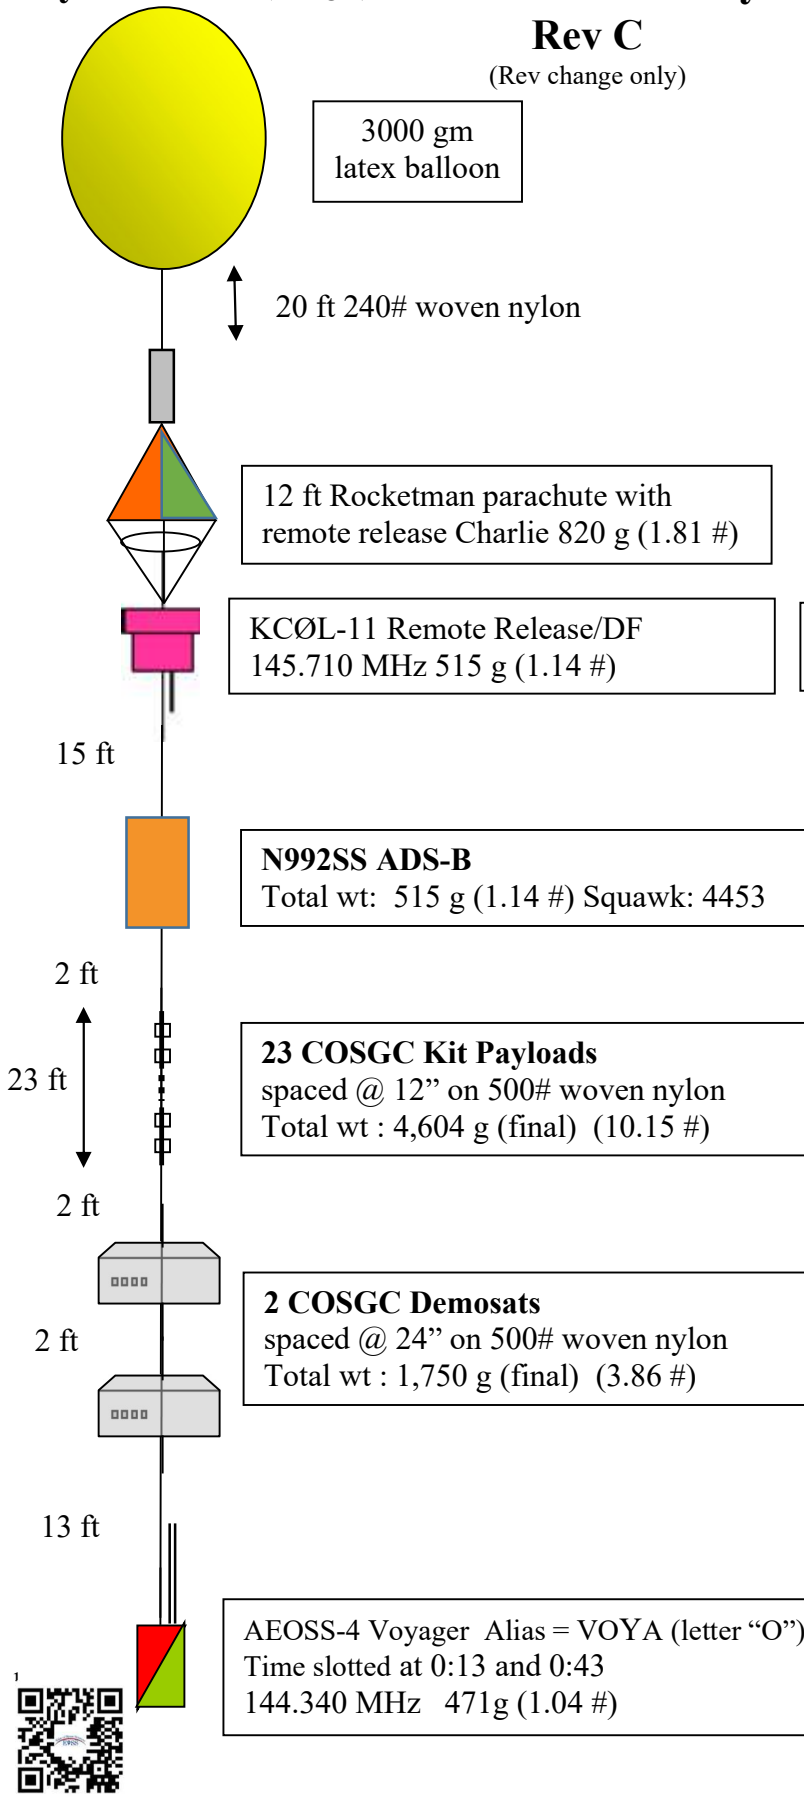 Rev C
(Rev change only)
3000 gm
latex balloon
20 ft 240# woven nylon
12 ft Rocketman parachute with
remote release Charlie 820 g (1.81 #)
KCØL-11 Remote Release/DF
145.710 MHz 515 g (1.14 #)
15 ft
N992SS ADS-B
Total wt:  515 g (1.14 #) Squawk: 4453
2 ft
23 ft
23 COSGC Kit Payloads
spaced @ 12” on 500# woven nylon
Total wt : 4,604 g (final)  (10.15 #)
2 ft
2 COSGC Demosats
spaced @ 24” on 500# woven nylon
Total wt : 1,750 g (final)  (3.86 #)
2 ft
13 ft
AEOSS-4 Voyager  Alias = VOYA (letter “O”)
Time slotted at 0:13 and 0:43
144.340 MHz   471g (1.04 #)
1